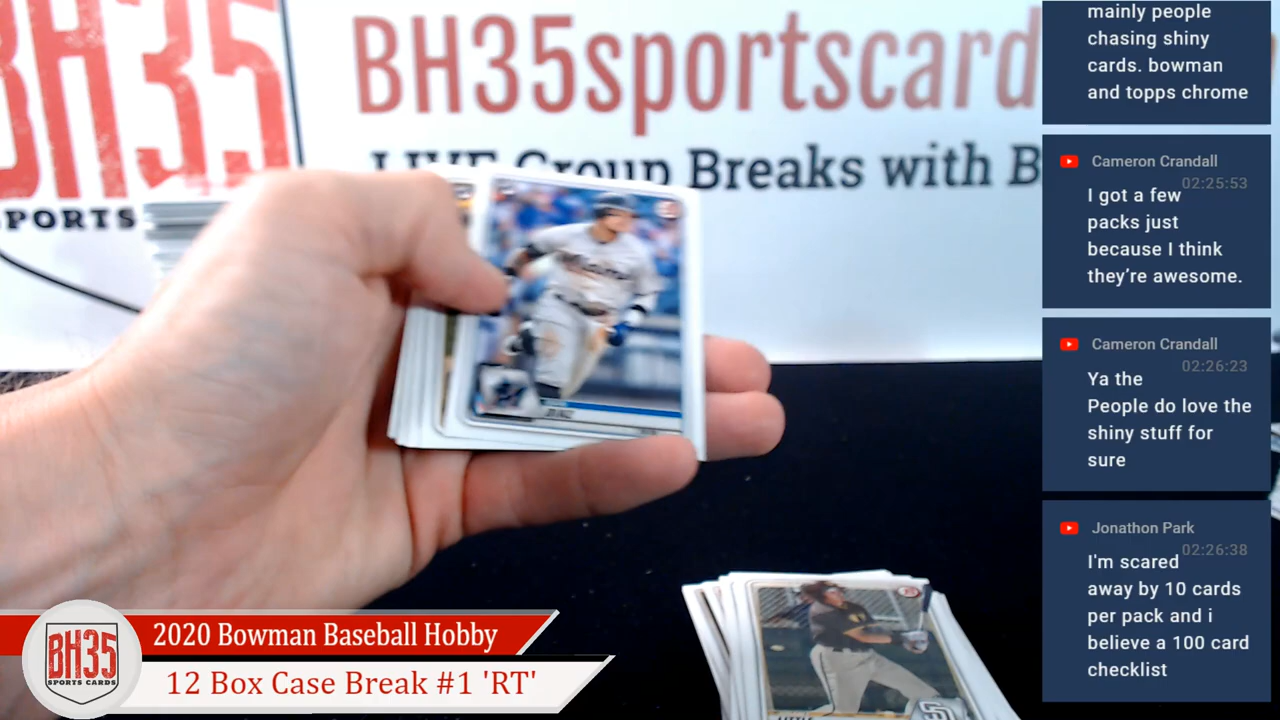 BH35
SPORTS
BH35sportscard
LIVE Group Breaks with B
mainly people
chasing shiny
cards. bowman
and topps chrome
Cameron Crandall
02:25:53
I got a few
packs just
because I think
they’re awesome.
Cameron Crandall
02:26:23
Ya the
People do love the
shiny stuff for
sure
Jonathon Park
02:26:38
I'm scared
away by 10 cards
per pack and i
believe a 100 card
checklist
DIAZ
BH35
SPORTS CARDS
2020 Bowman Baseball Hobby
12 Box Case Break #1 'RT'